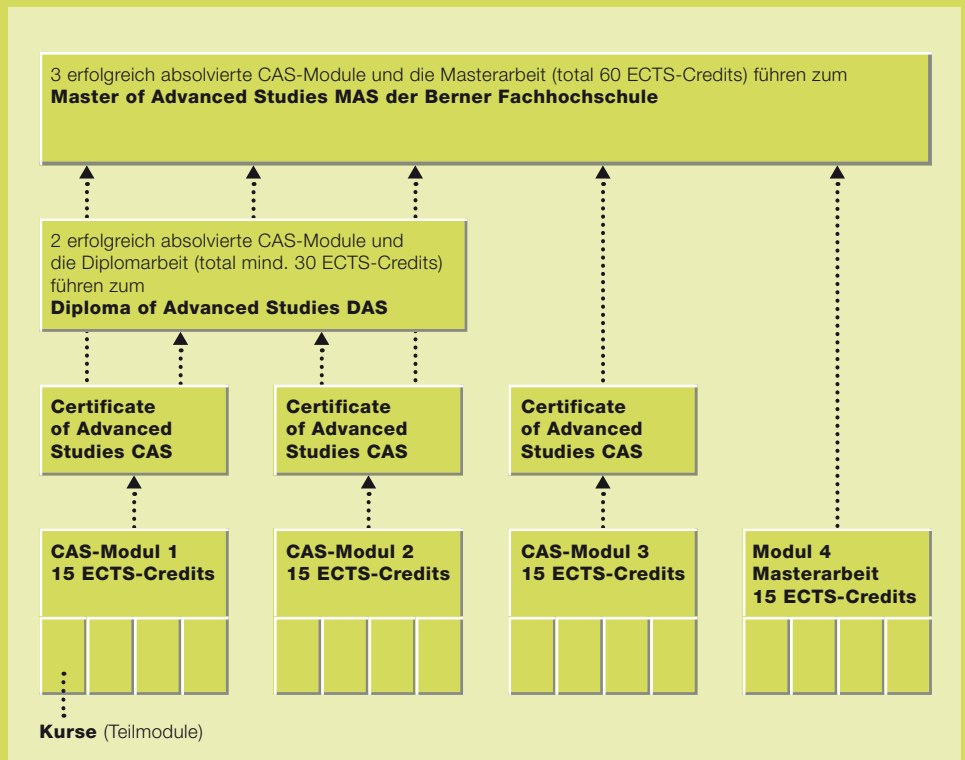 3 erfolgreich absolvierte CAS-Module und die Masterarbeit (total 60 ECTS-Credits) führen zum
Master of Advanced Studies MAS der Berner Fachhochschule
2 erfolgreich absolvierte CAS-Module und
die Diplomarbeit (total mind. 30 ECTS-Credits)
führen zum
Diploma of Advanced Studies DAS
Certificate
of Advanced
Studies CAS
Certificate
of Advanced
Studies CAS
Certificate
of Advanced
Studies CAS
CAS-Modul 1
15 ECTS-Credits
CAS-Modul 2
15 ECTS-Credits
CAS-Modul 3
15 ECTS-Credits
Modul 4
Masterarbeit
15 ECTS-Credits
Kurse (Teilmodule)